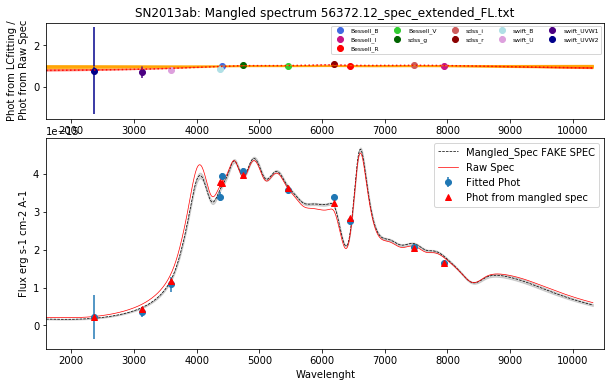 SN2013ab: Mangled spectrum 56372.12_spec_extended_FL.txt
Phot from LCfitting /
Phot from Raw Spec
2
0
Bessell_B
Bessell_I
Bessell_R
Bessell_V
sdss_g
sdss_i
sdss_r
swift_B
swift_U
swift_UVW1
swift_UVW2
2000 3000 4000 5000 6000 7000 8000 9000 10000
1e−15
Flux erg s-1 cm-2 A-1
4
3
2
1
0
Mangled_Spec FAKE SPEC
Raw Spec
Fitted Phot
Phot from mangled spec
2000 3000 4000 5000 6000 7000 8000 9000 10000
Wavelenght